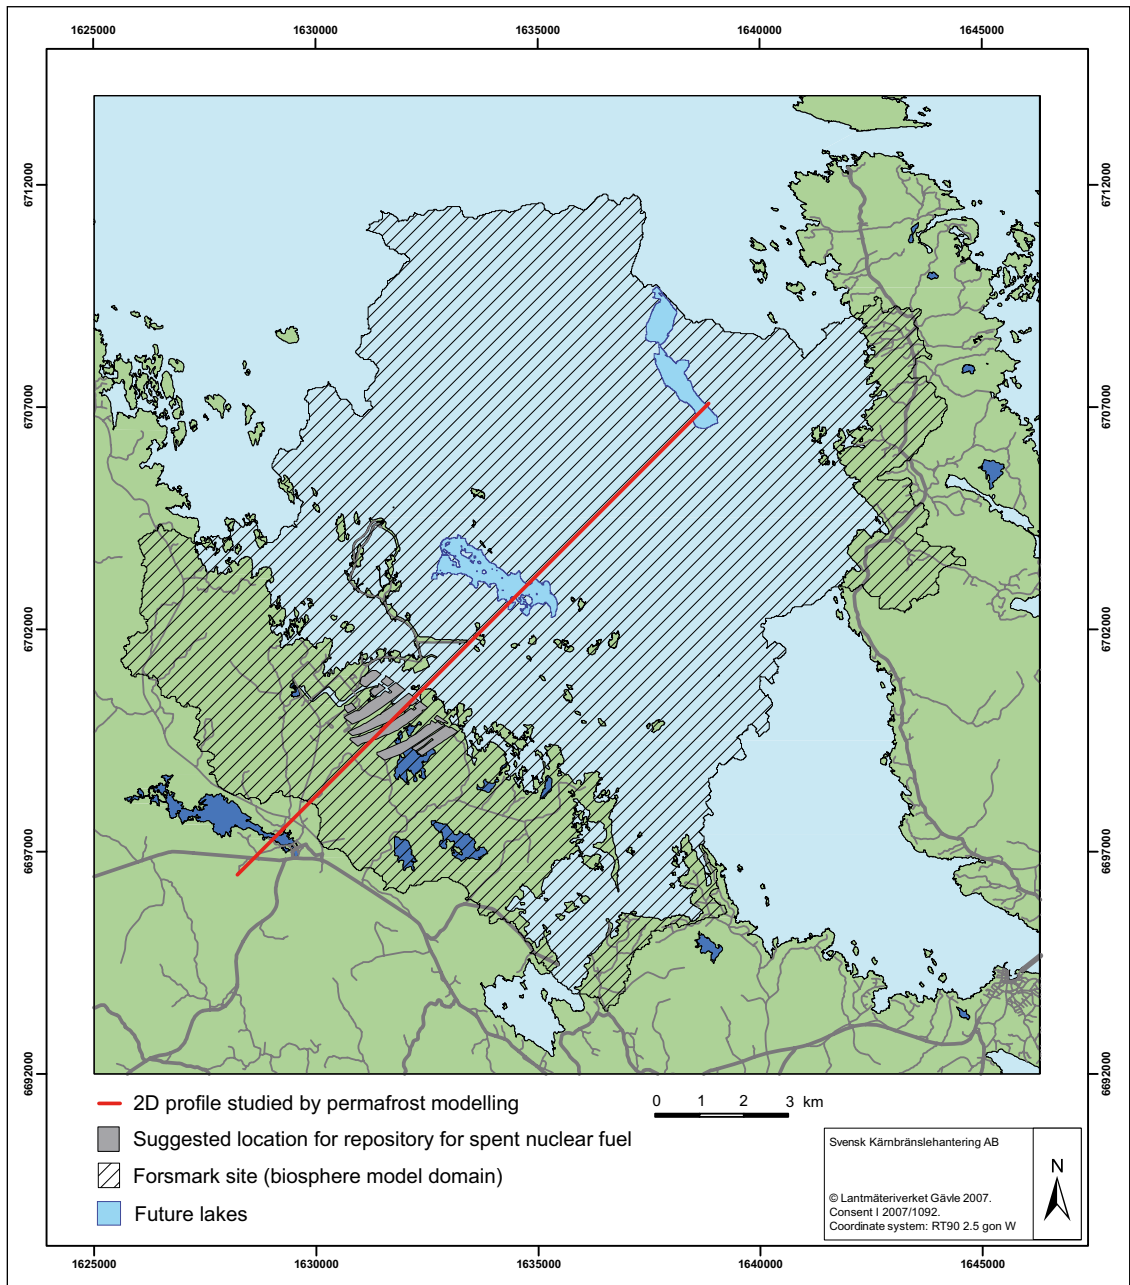 1625000 1630000 1635000 1640000 1645000
6712000 6712000
6707000 6707000
6702000 6702000
6697000 6697000
6692000 6692000
2D profile studied by permafrost modelling
Suggested location for repository for spent nuclear fuel
Forsmark site (biosphere model domain)
Future lakes
0 1 2 3 km
Svensk Kärnbränslehantering AB
© Lantmäteriverket Gävle 2007.
Consent I 2007/1092.
Coordinate system: RT90 2.5 gon W
N
1625000 1630000 1635000 1640000 1645000